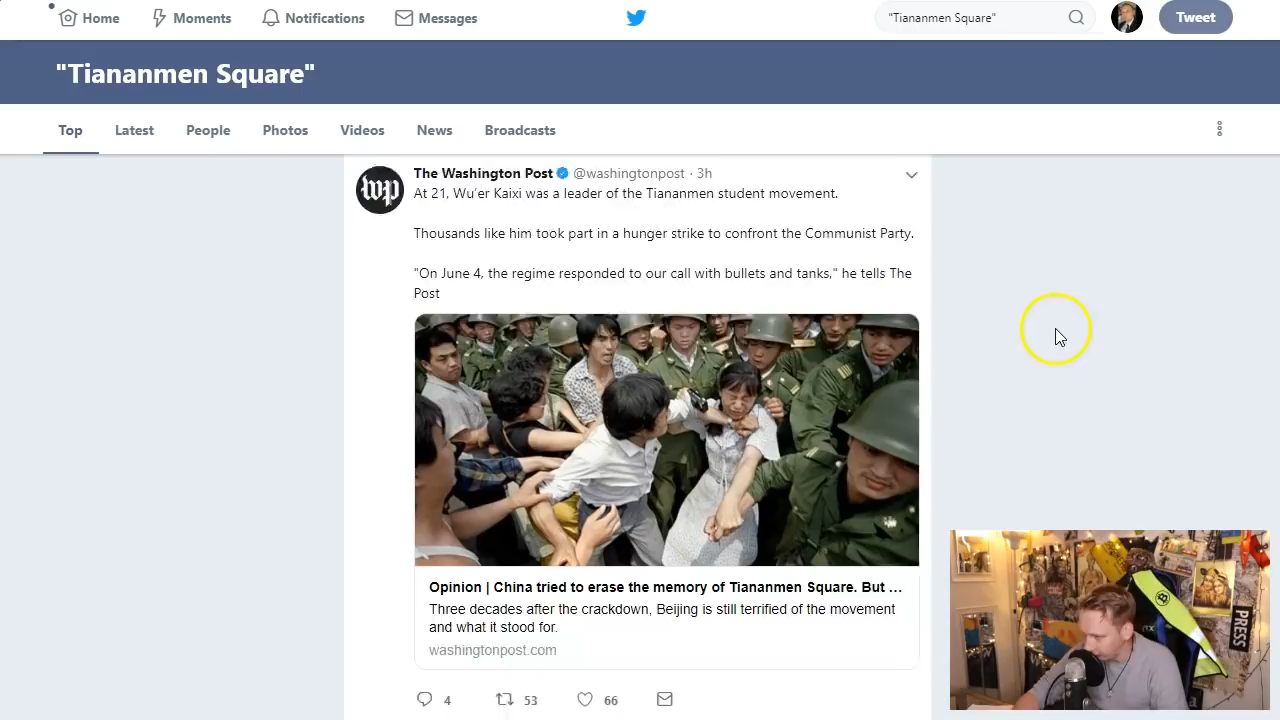 Home
Moments
Notifications
Messages
"Tiananmen Square"
Tweet
"Tiananmen Square"
Top
Latest
People
Photos
Videos
News
Broadcasts
wp
The Washington Post @washingtonpost · 3h
At 21, Wu'er Kaixi was a leader of the Tiananmen student movement.
Thousands like him took part in a hunger strike to confront the Communist Party.
"On June 4, the regime responded to our call with bullets and tanks," he tells The
Post
Opinion | China tried to erase the memory of Tiananmen Square. But ...
Three decades after the crackdown, Beijing is still terrified of the movement
and what it stood for.
washingtonpost.com
4
53
66
PRESS